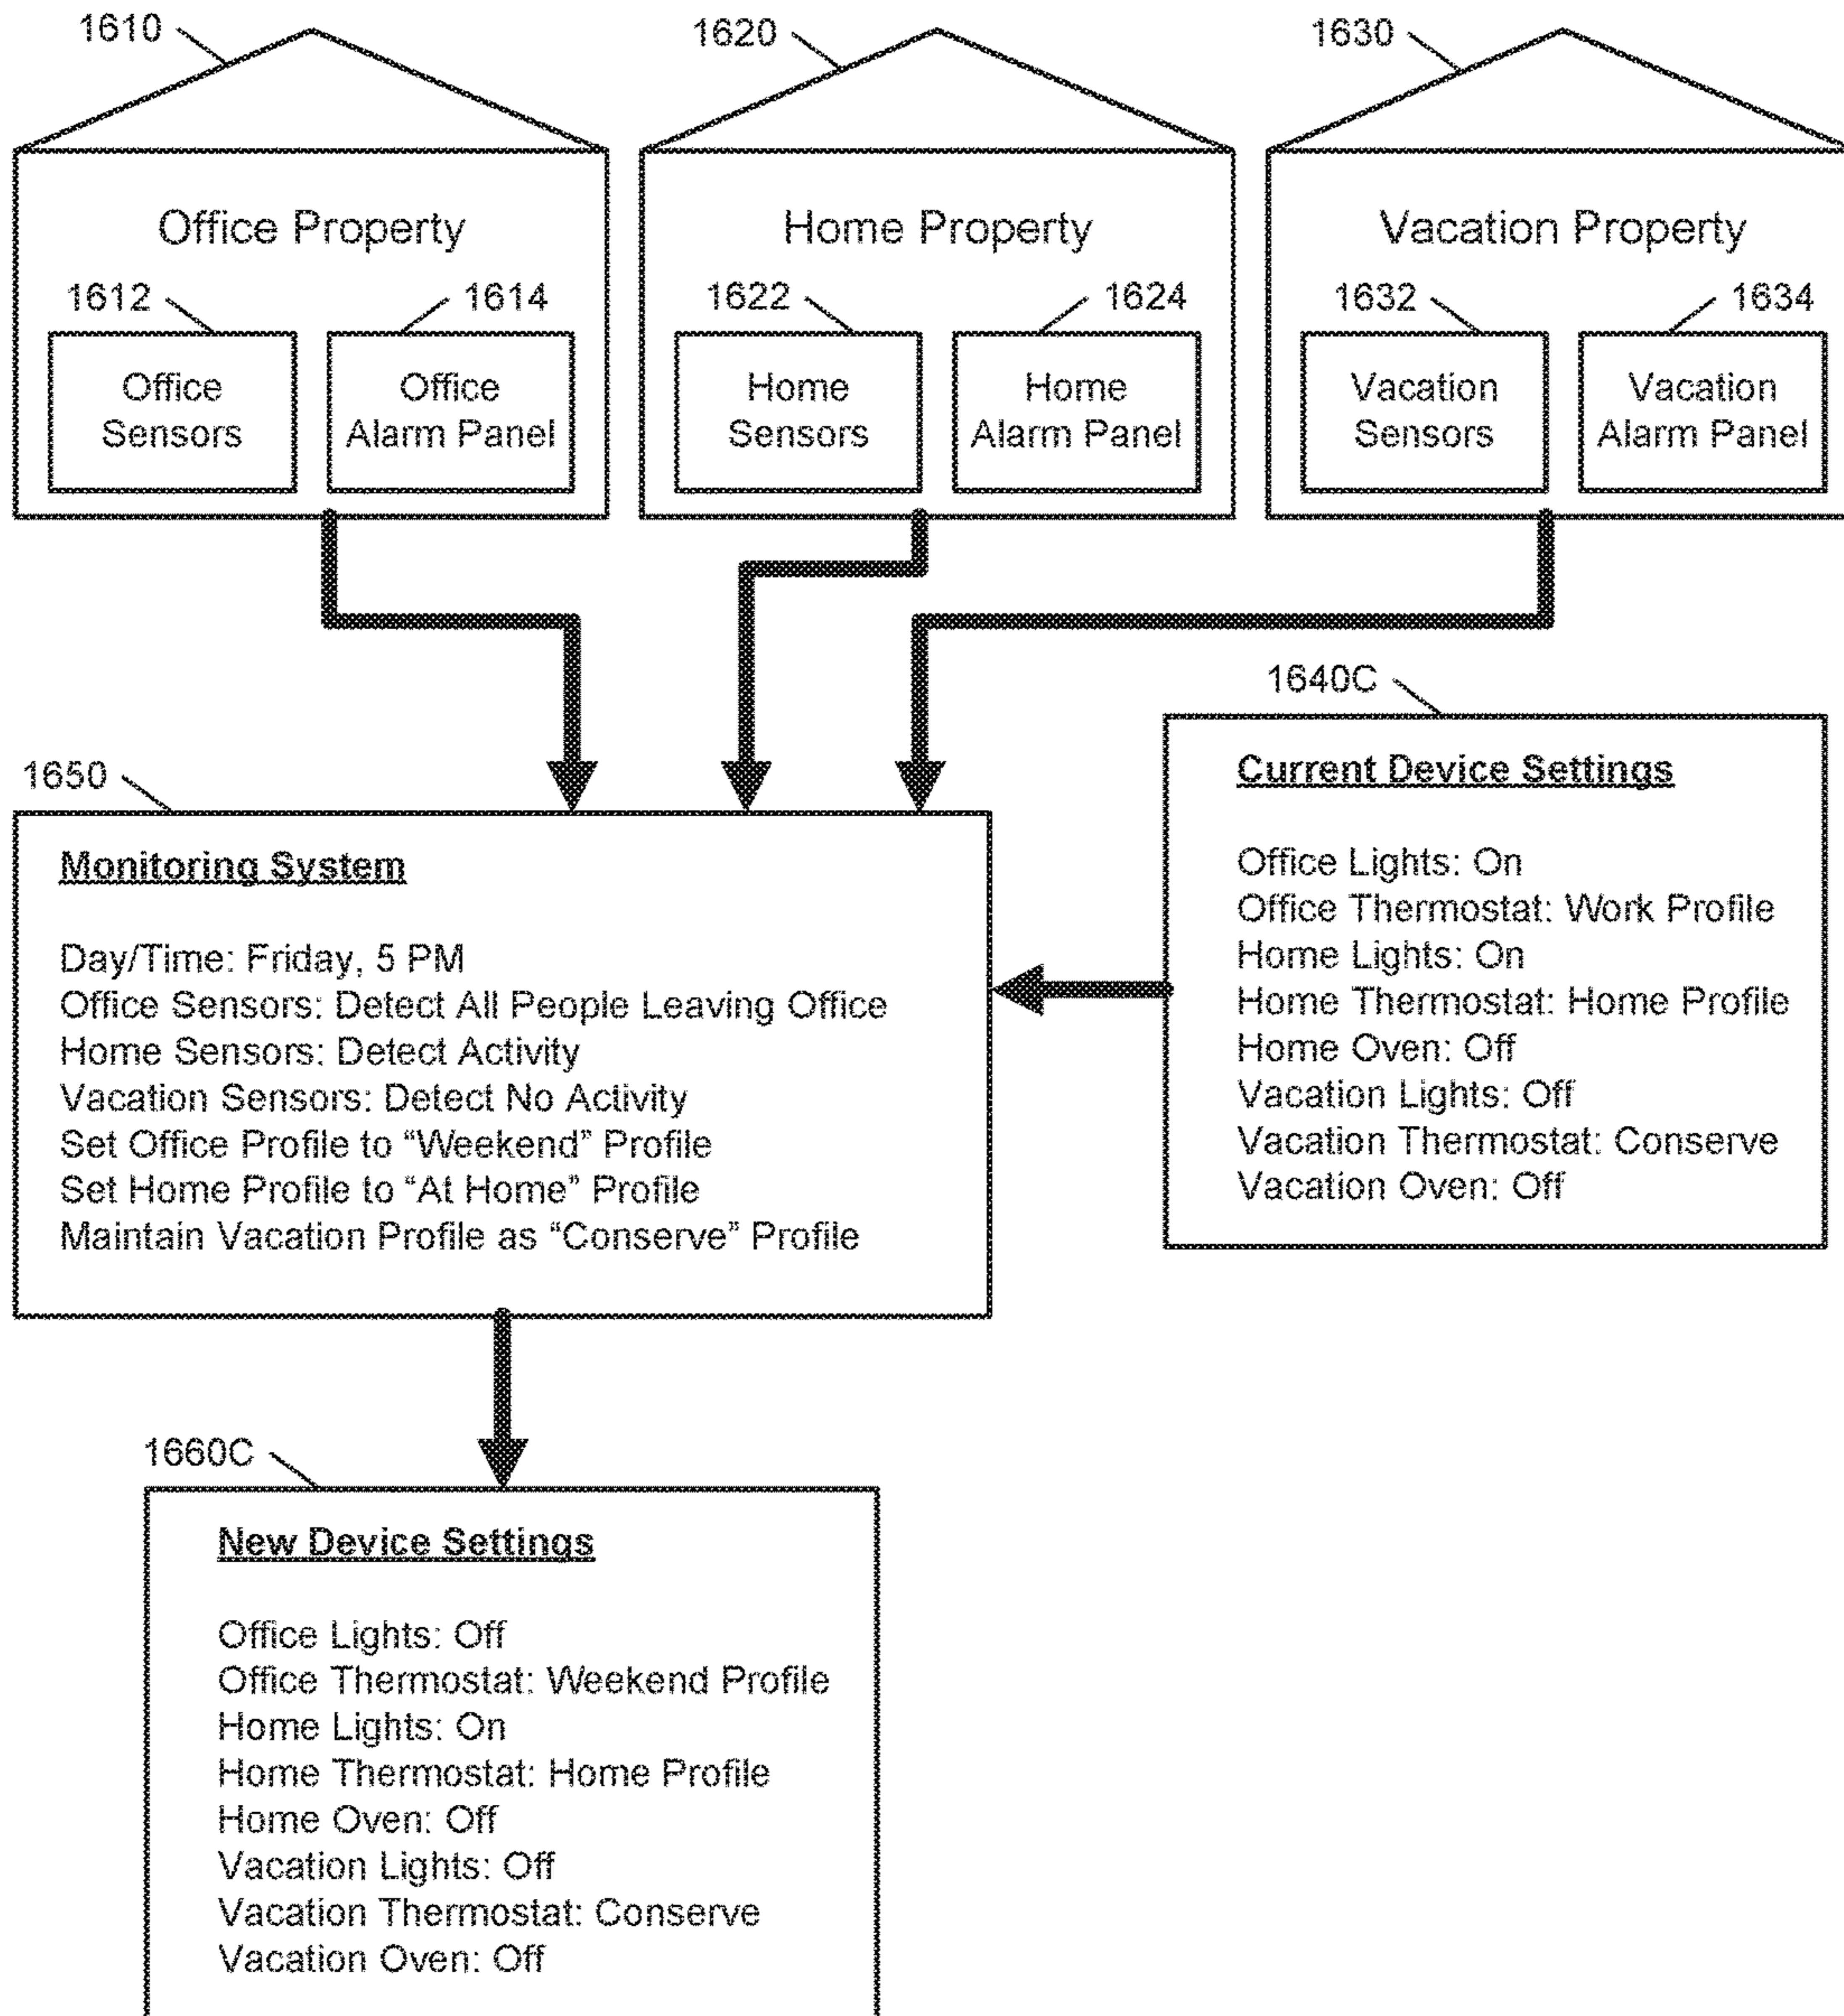 1610
1620
1630
Office Property
Home Property
Vacation Property
1612
1614
1622
1624
1632
1634
Office
Sensors
Office
Alarm Panel
Home
Sensors
Home
Alarm Panel
Vacation
Sensors
Vacation
Alarm Panel
1640C
Current Device Settings
Office Lights: On
Office Thermostat: Work Profile
Home Lights: On
Home Thermostat: Home Profile
Home Oven: Off
Vacation Lights: Off
Vacation Thermostat: Conserve
Vacation Oven: Off
1650
Monitoring System
Day/Time: Friday, 5 PM
Office Sensors: Detect All People Leaving Office
Home Sensors: Detect Activity
Vacation Sensors: Detect No Activity
Set Office Profile to “Weekend” Profile
Set Home Profile to “At Home” Profile
Maintain Vacation Profile as “Conserve” Profile
1660C
New Device Settings
Office Lights: Off
Office Thermostat: Weekend Profile
Home Lights: On
Home Thermostat: Home Profile
Home Oven: Off
Vacation Lights: Off
Vacation Thermostat: Conserve
Vacation Oven: Off